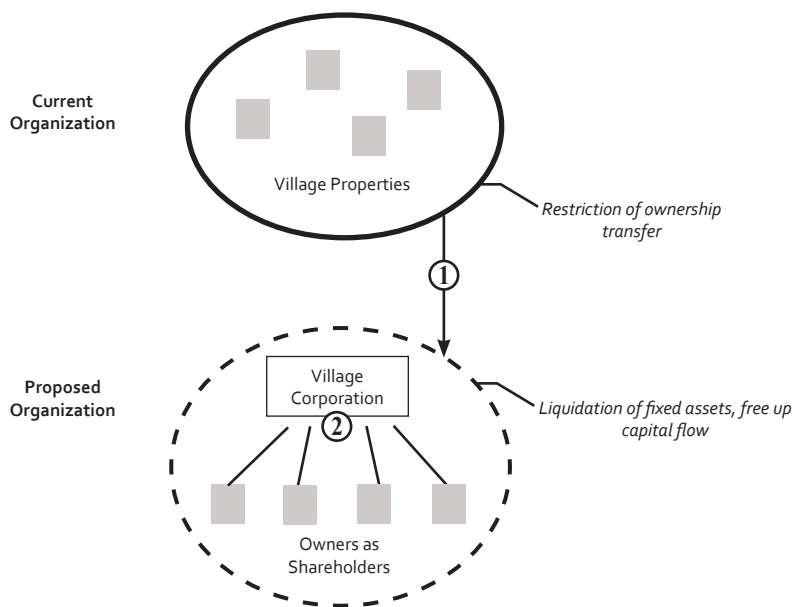 Current
Organization
Village Properties
Restriction of ownership
transfer
1
Proposed
Organization
Village
Corporation
2
Liquidation of fixed assets, free up
capital flow
Owners as
Shareholders